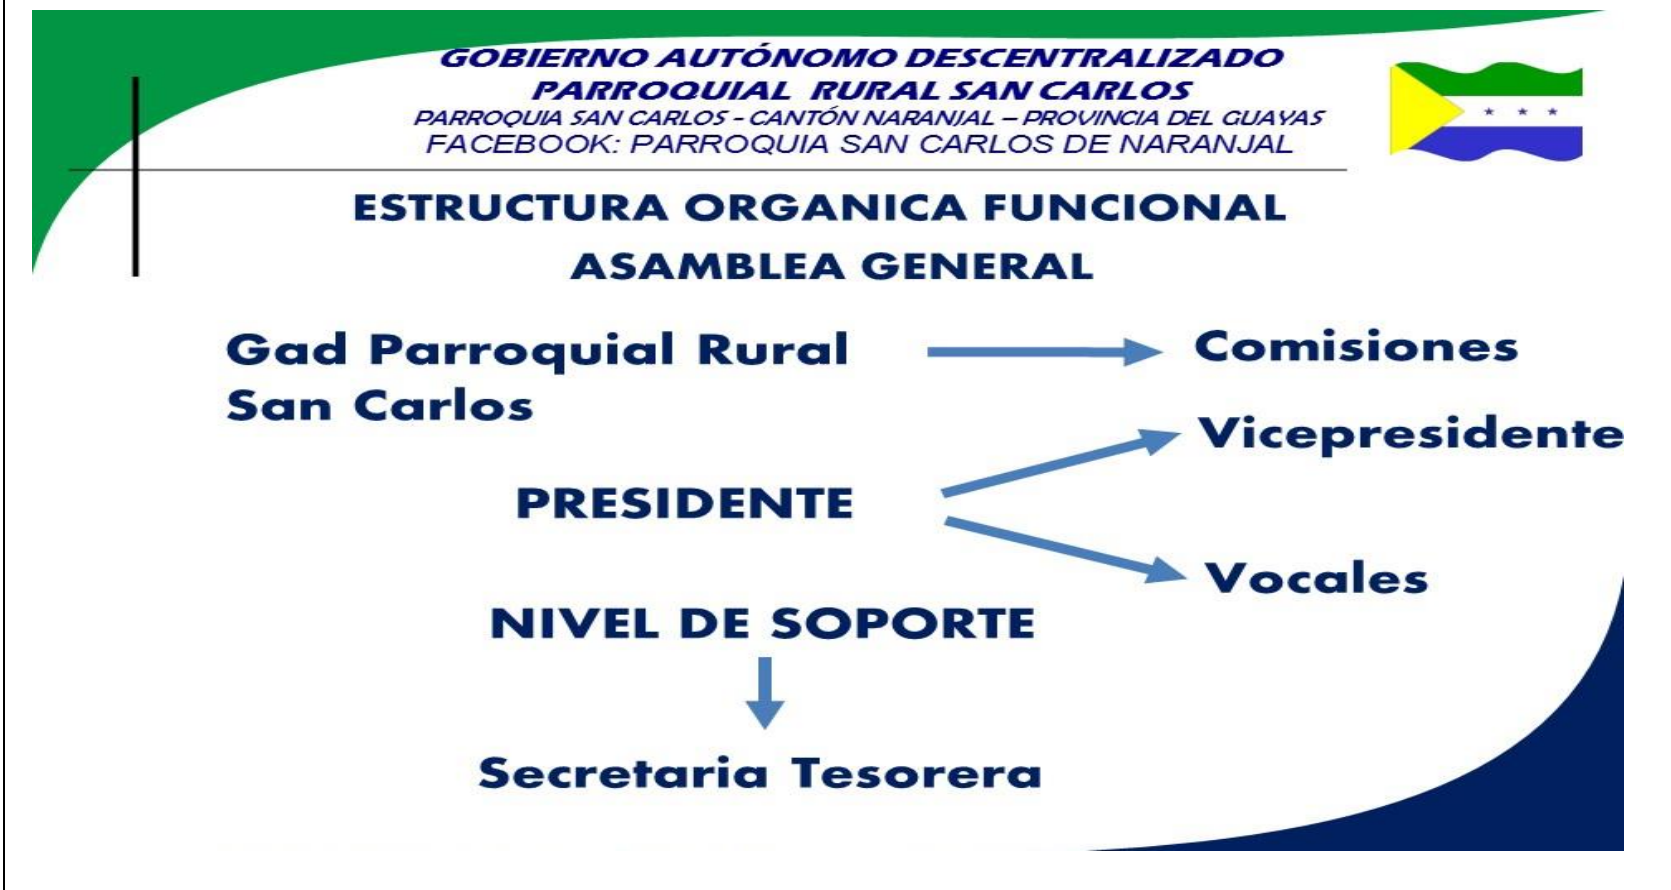 GOBIERNO AUTÓNOMO DESCENTRALIZADO
PARROQUIAL RURAL SAN CARLOS
PARROQUIA SAN CARLOS - CANTÓN NARANJAL – PROVINCIA DEL GUAYAS
FACEBOOK: PARROQUIA SAN CARLOS DE NARANJAL
ESTRUCTURA ORGANICA FUNCIONAL
ASAMBLEA GENERAL
Gad Parroquial Rural
San Carlos
Comisiones
PRESIDENTE
Vicepresidente
Vocales
NIVEL DE SOPORTE
Secretaria Tesorera